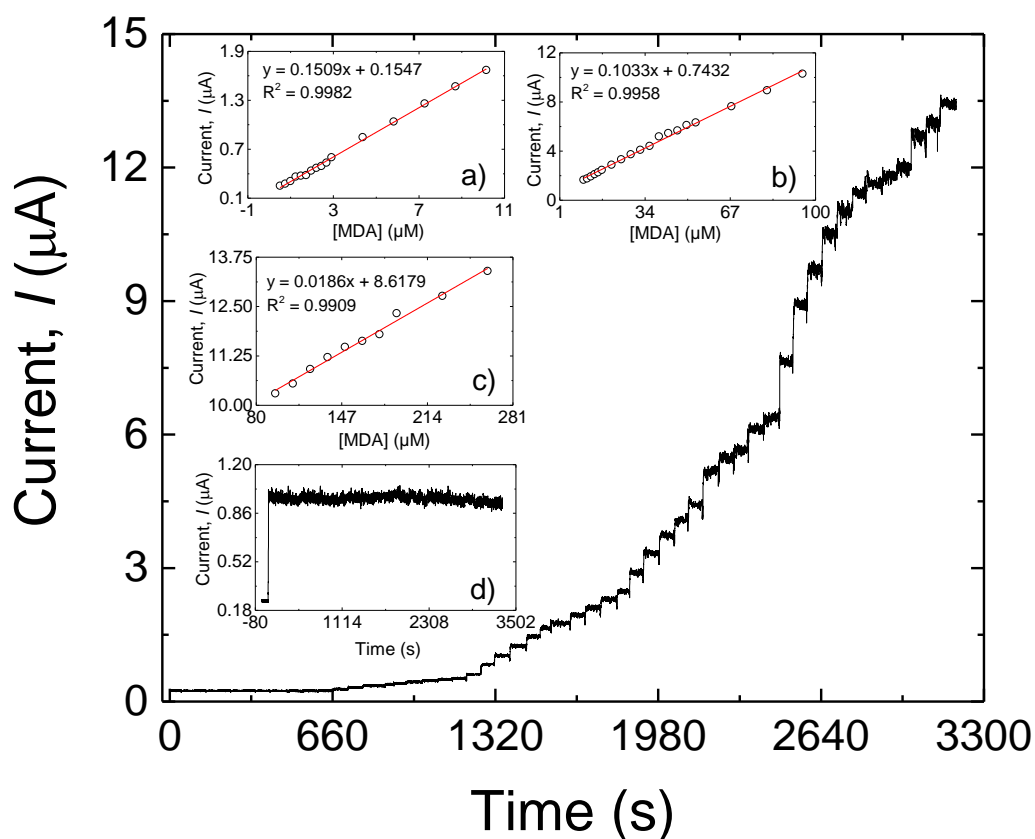 15
12
9
6
3
0
Current, I (μA)
0 660 1320 1980 2640 3300
Time (s)
1.9
1.3
0.7
0.1
Current, I (μA)
y = 0.1509x + 0.1547
R² = 0.9982
a)
-1 3 7 11
[MDA] (μM)
12
8
4
0
Current, I (μA)
y = 0.1033x + 0.7432
R² = 0.9958
b)
1 34 67 100
[MDA] (μM)
13.75
12.50
11.25
10.00
Current, I (μA)
y = 0.0186x + 8.6179
R² = 0.9909
c)
80 147 214 281
[MDA] (μM)
1.20
0.86
0.52
0.18
Current, I (μA)
d)
-80 1114 2308 3502
Time (s)